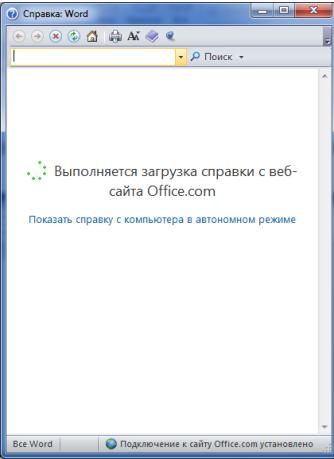 Справка: Word
Поиск
Выполняется загрузка справки с веб-
сайта Office.com
Показать справку с компьютера в автономном режиме
Все Word
Подключение к сайту Office.com установлено